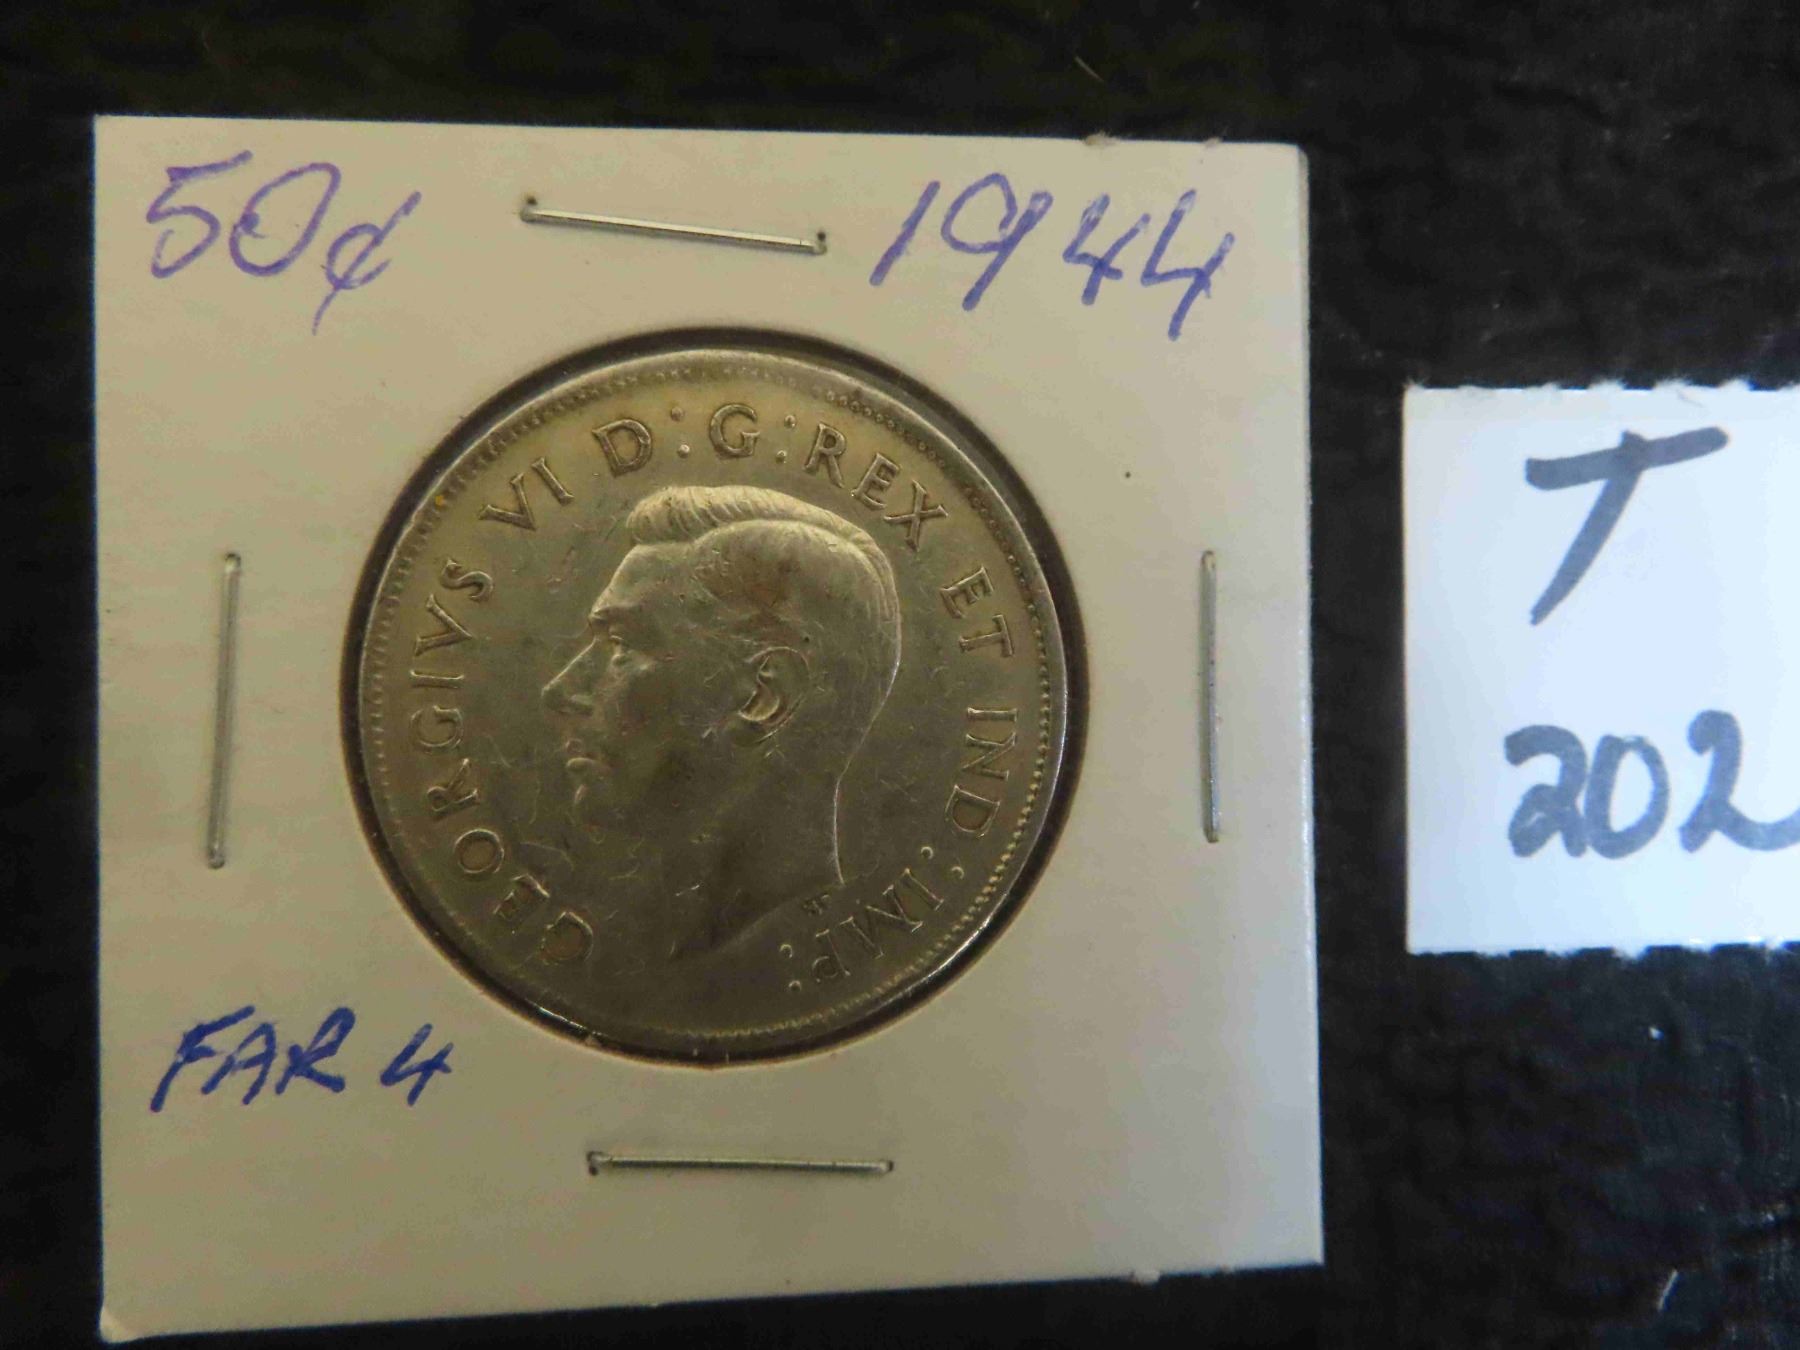 50¢ 1944
GEORGIVS VI D:G:REX ET IND:IMP:
FAR 4
T
202